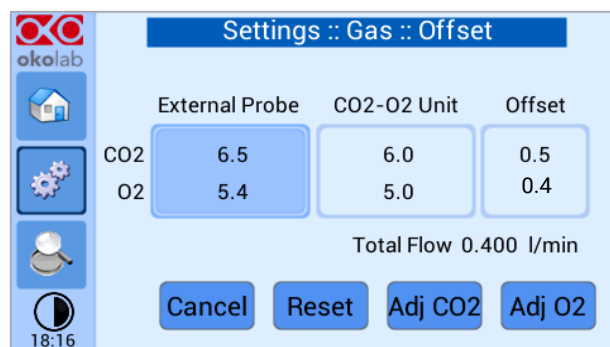 okolab
Settings :: Gas :: Offset
External Probe CO2-O2 Unit Offset
CO2 6.5 6.0 0.5
O2 5.4 5.0 0.4
Total Flow 0.400 l/min
Cancel Reset Adj CO2 Adj O2
18:16